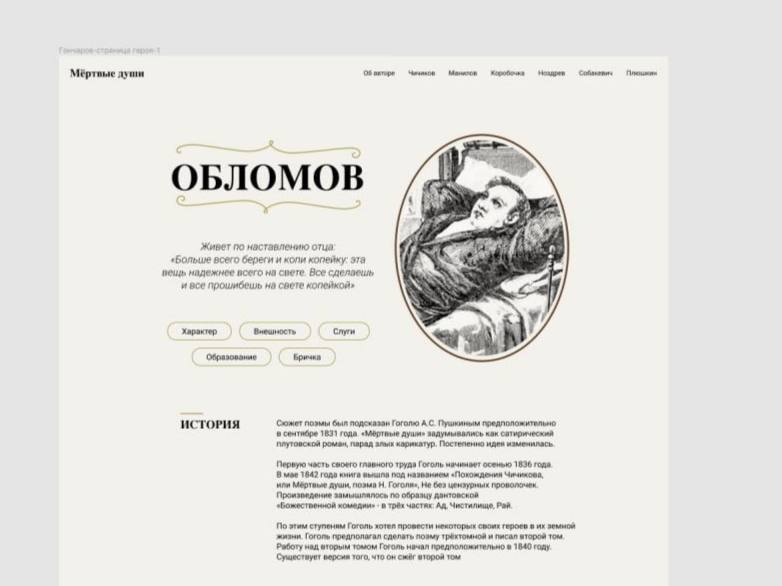 Гончаров-страница героя-1
Мёртвые души
Об авторе Чичиков Манилов Коробочка Ноздрев Собакевич Плюшкин
ОБЛОМОВ
Живет по наставлению отца:
«Больше всего береги и копи копейку: эта
вещь надежнее всего на свете. Все сделаешь
и все прошибешь на свете копейкой»
Характер Внешность Слуги
Образование Бричка
ИСТОРИЯ
Сюжет поэмы был подсказан Гоголю А.С. Пушкиным предположительно
в сентябре 1831 года. «Мёртвые души» задумывались как сатирический
плутовской роман, парад злых карикатур. Постепенно идея изменилась.
Первую часть своего главного труда Гоголь начинает осенью 1836 года.
В мае 1842 года книга вышла под названием «Похождения Чичикова,
или Мёртвые души, поэма Н. Гоголя», Не без цензурных проволочек.
Произведение замышлялось по образцу дантовской
«Божественной комедии» - в трёх частях: Ад, Чистилище, Рай.
По этим ступеням Гоголь хотел провести некоторых своих героев в их земной
жизни. Гоголь предполагал сделать поэму трёхтомной и писал второй том.
Работу над вторым томом Гоголь начал предположительно в 1840 году.
Существует версия того, что он сжёг второй том